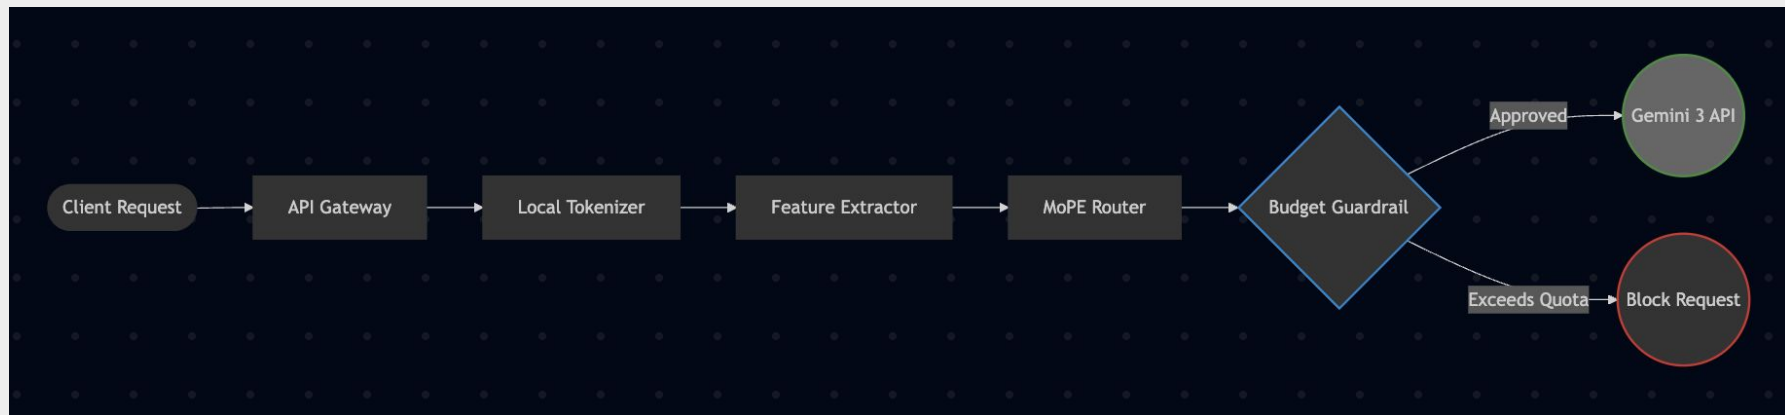 Client Request
API Gateway
Local Tokenizer
Feature Extractor
MoPE Router
Budget Guardrail
Approved
Gemini 3 API
Exceeds Quota
Block Request